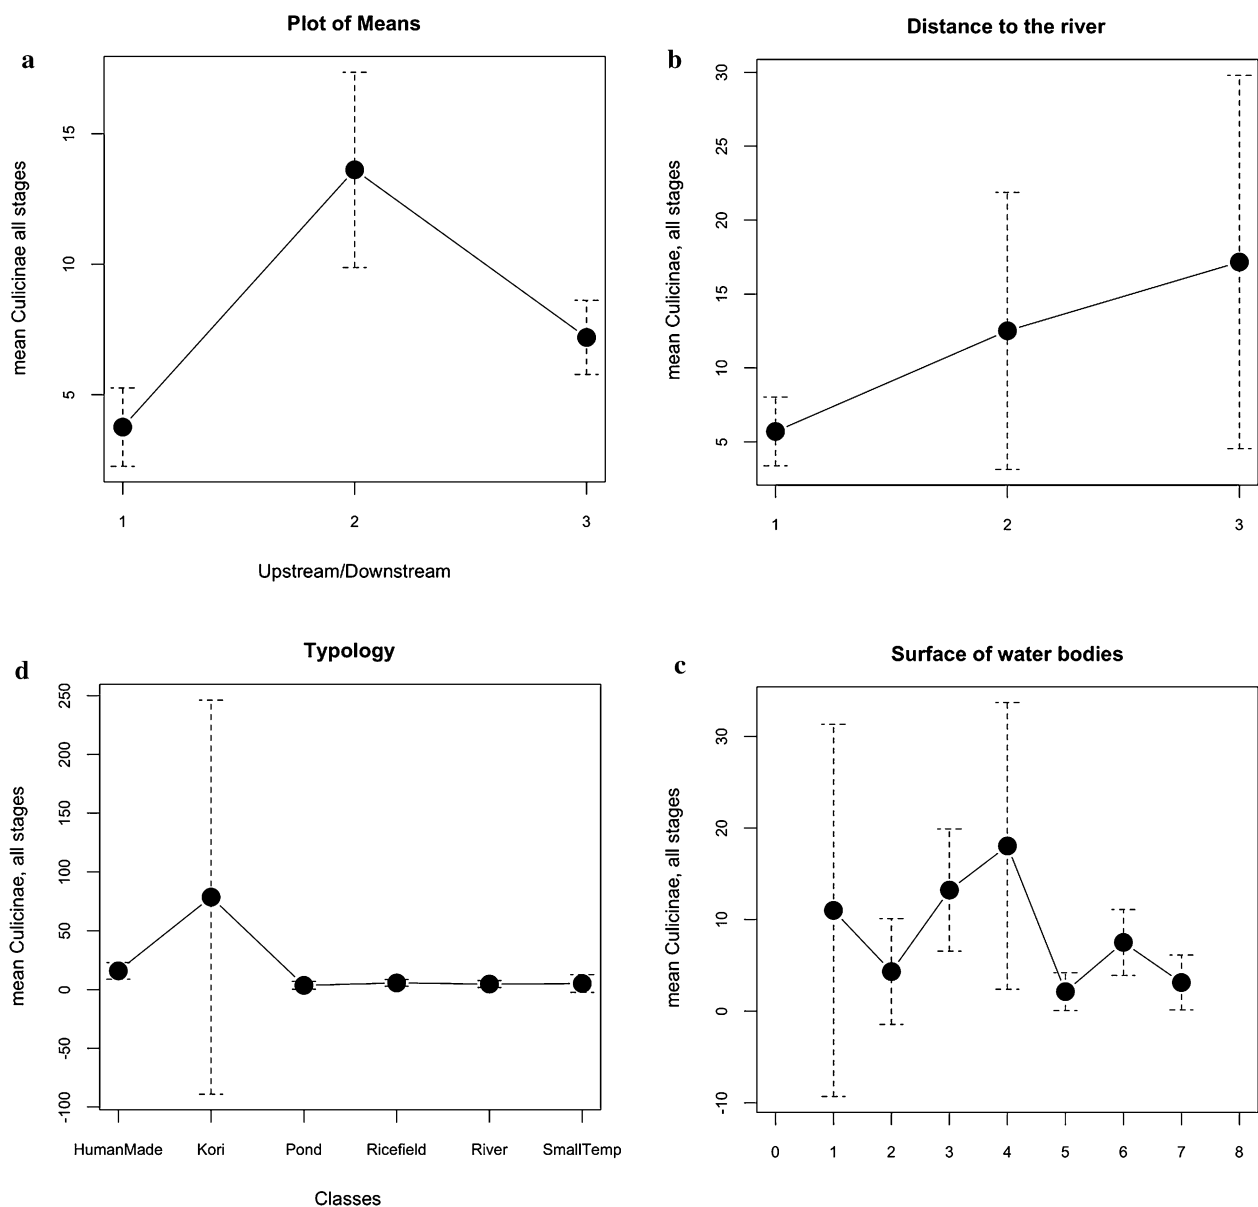 Plot of Means
a
mean Culicinae all stages
15
10
5
1 2 3
Upstream/Downstream
Distance to the river
b
mean Culicinae, all stages
30
25
20
15
10
5
1 2 3
Typology
d
mean Culicinae, all stages
250
200
150
100
50
0
-50
-100
HumanMade Kori Pond Ricefield River SmallTemp
Classes
Surface of water bodies
c
mean Culicinae, all stages
30
20
10
0
-10
0 1 2 3 4 5 6 7 8